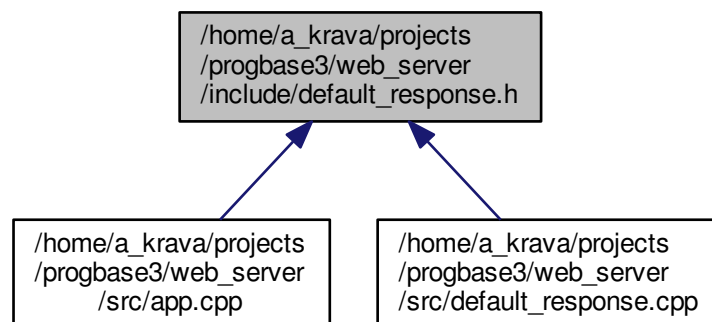 /home/a_krava/projects
/progbase3/web_server
/include/default_response.h
/home/a_krava/projects
/progbase3/web_server
/src/app.cpp
/home/a_krava/projects
/progbase3/web_server
/src/default_response.cpp